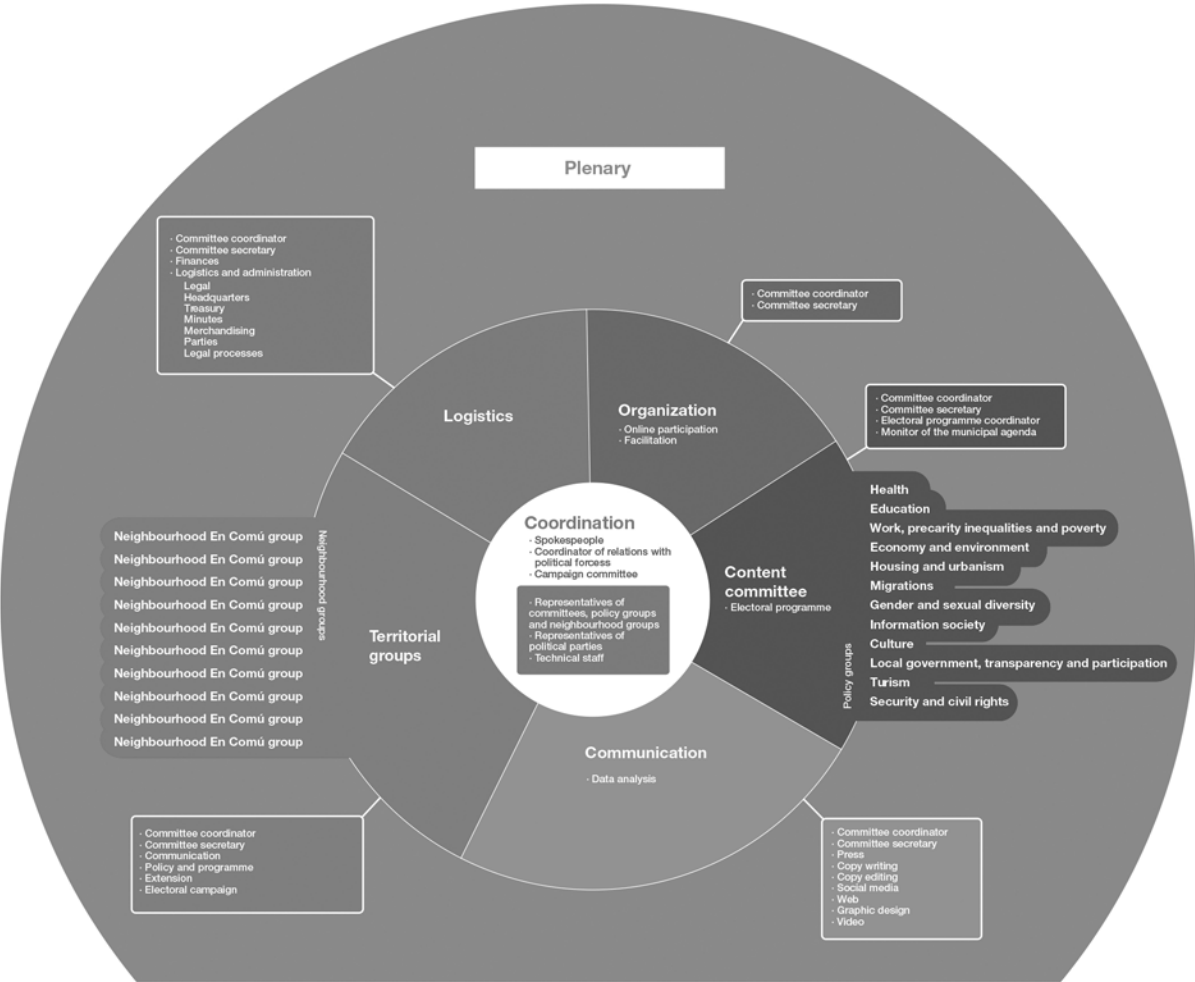 Plenary
· Committee coordinator
· Committee secretary
· Finances
· Logistics and administration
Legal
Headquarters
Treasury
Minutes
Merchandising
Parties
Legal processes
· Committee coordinator
· Committee secretary
Logistics
Organization
· Online participation
· Facilitation
· Committee coordinator
· Committee secretary
· Electoral programme coordinator
· Monitor of the municipal agenda
Neighbourhood En Comú group
Neighbourhood En Comú group
Neighbourhood En Comú group
Neighbourhood En Comú group
Neighbourhood En Comú group
Neighbourhood En Comú group
Neighbourhood En Comú group
Neighbourhood En Comú group
Neighbourhood En Comú group
Neighbourhood En Comú group
Neighbourhood groups
Territorial
groups
Coordination
· Spokespeople
· Coordinator of relations with
political forcess
· Campaign committee
· Representatives of
committees, policy groups
and neighbourhood groups
· Representatives of
political parties
· Technical staff
Content
committee
· Electoral programme
Policy groups
Health
Education
Work, precarity inequalities and poverty
Economy and environment
Housing and urbanism
Migrations
Gender and sexual diversity
Information society
Culture
Local government, transparency and participation
Turism
Security and civil rights
Communication
· Data analysis
· Committee coordinator
· Committee secretary
· Communication
· Policy and programme
· Extension
· Electoral campaign
· Committee coordinator
· Committee secretary
· Press
· Copy writing
· Copy editing
· Social media
· Web
· Graphic design
· Video